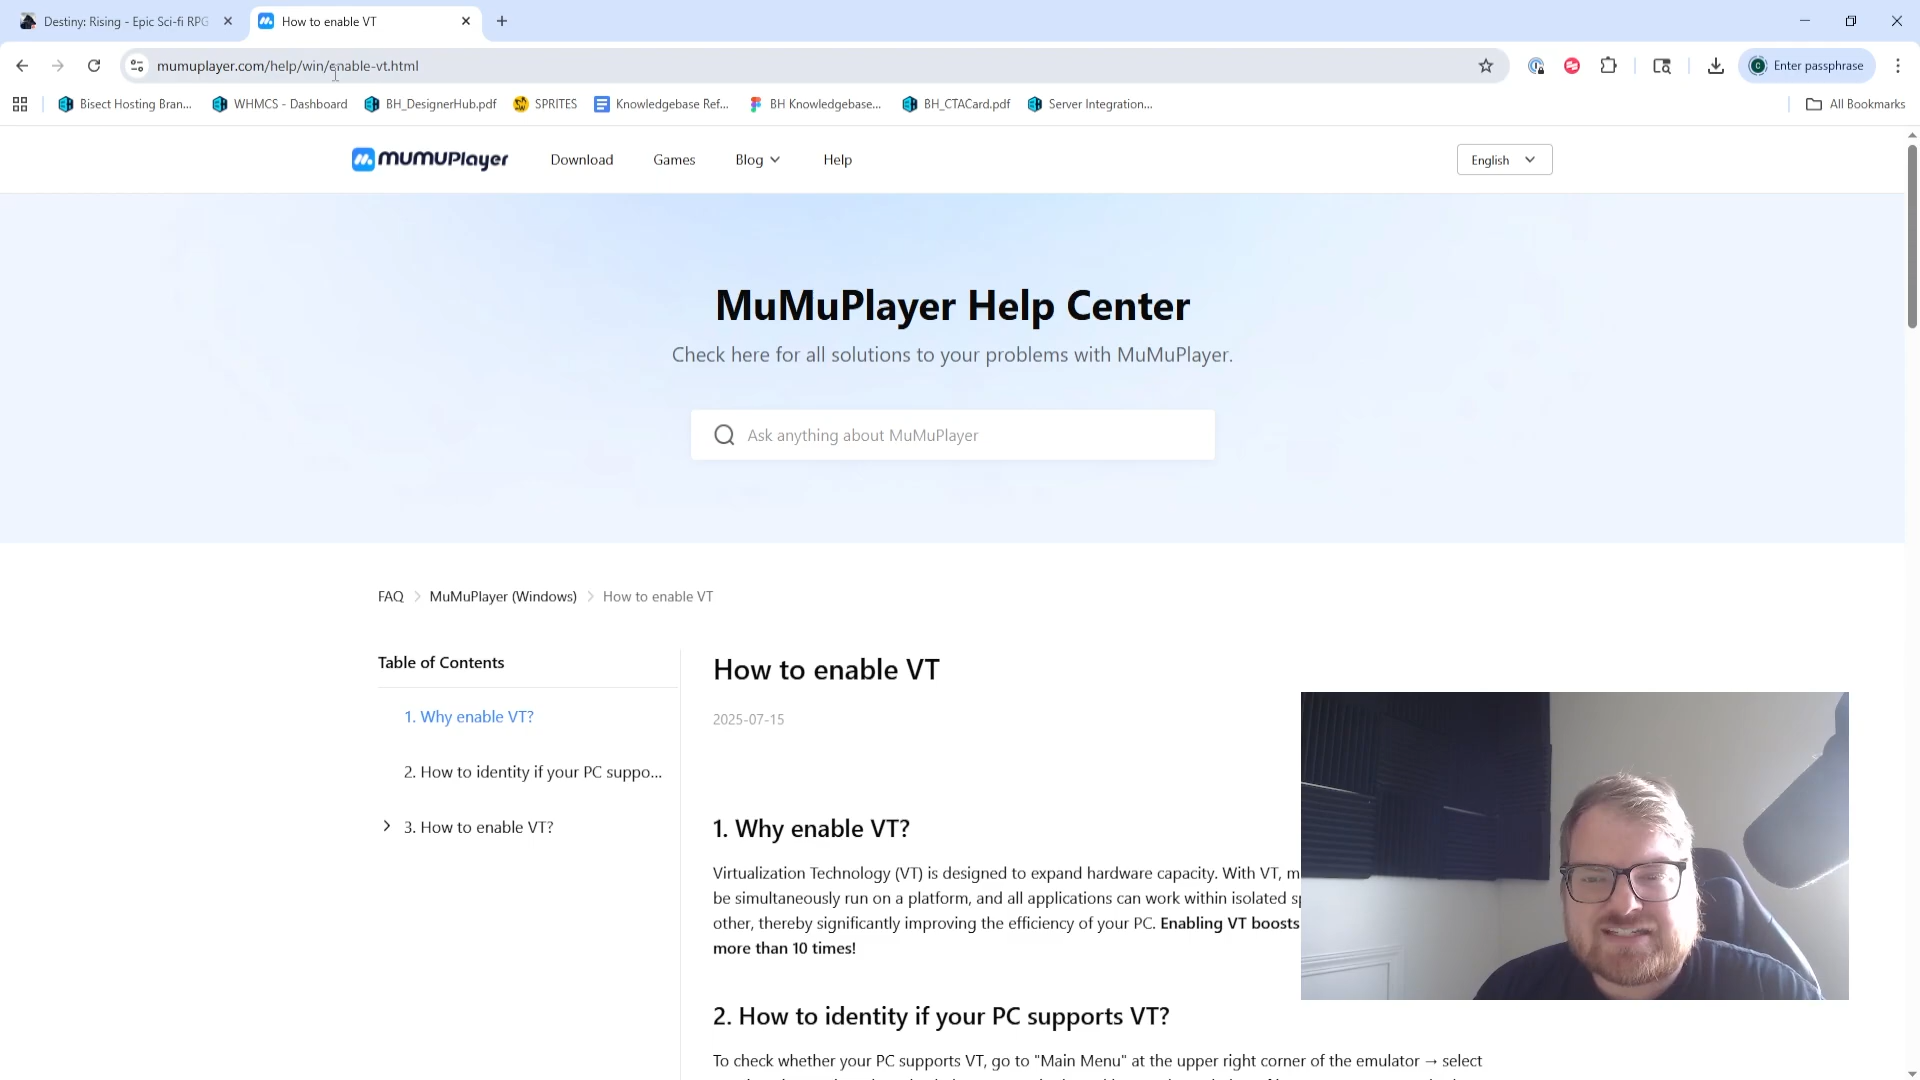 Destiny: Rising - Epic Sci-fi RPG
How to enable VT
mumuplayer.com/help/win/enable-vt.html
Enter passphrase
Bisect Hosting Bran...
WHMCS - Dashboard
BH_DesignerHub.pdf
SPRITES
Knowledgebase Ref...
BH Knowledgebase...
BH_CTACard.pdf
Server Integration...
All Bookmarks
MUMUPlayer
Download
Games
Blog
Help
English
MuMuPlayer Help Center
Check here for all solutions to your problems with MuMuPlayer.
Ask anything about MuMuPlayer
FAQ > MuMuPlayer (Windows) > How to enable VT
Table of Contents
1. Why enable VT?
2. How to identity if your PC suppo...
3. How to enable VT?
How to enable VT
2025-07-15
1. Why enable VT?
Virtualization Technology (VT) is designed to expand hardware capacity. With VT, m
be simultaneously run on a platform, and all applications can work within isolated sp
other, thereby significantly improving the efficiency of your PC. Enabling VT boosts
more than 10 times!
2. How to identity if your PC supports VT?
To check whether your PC supports VT, go to "Main Menu" at the upper right corner of the emulator → select